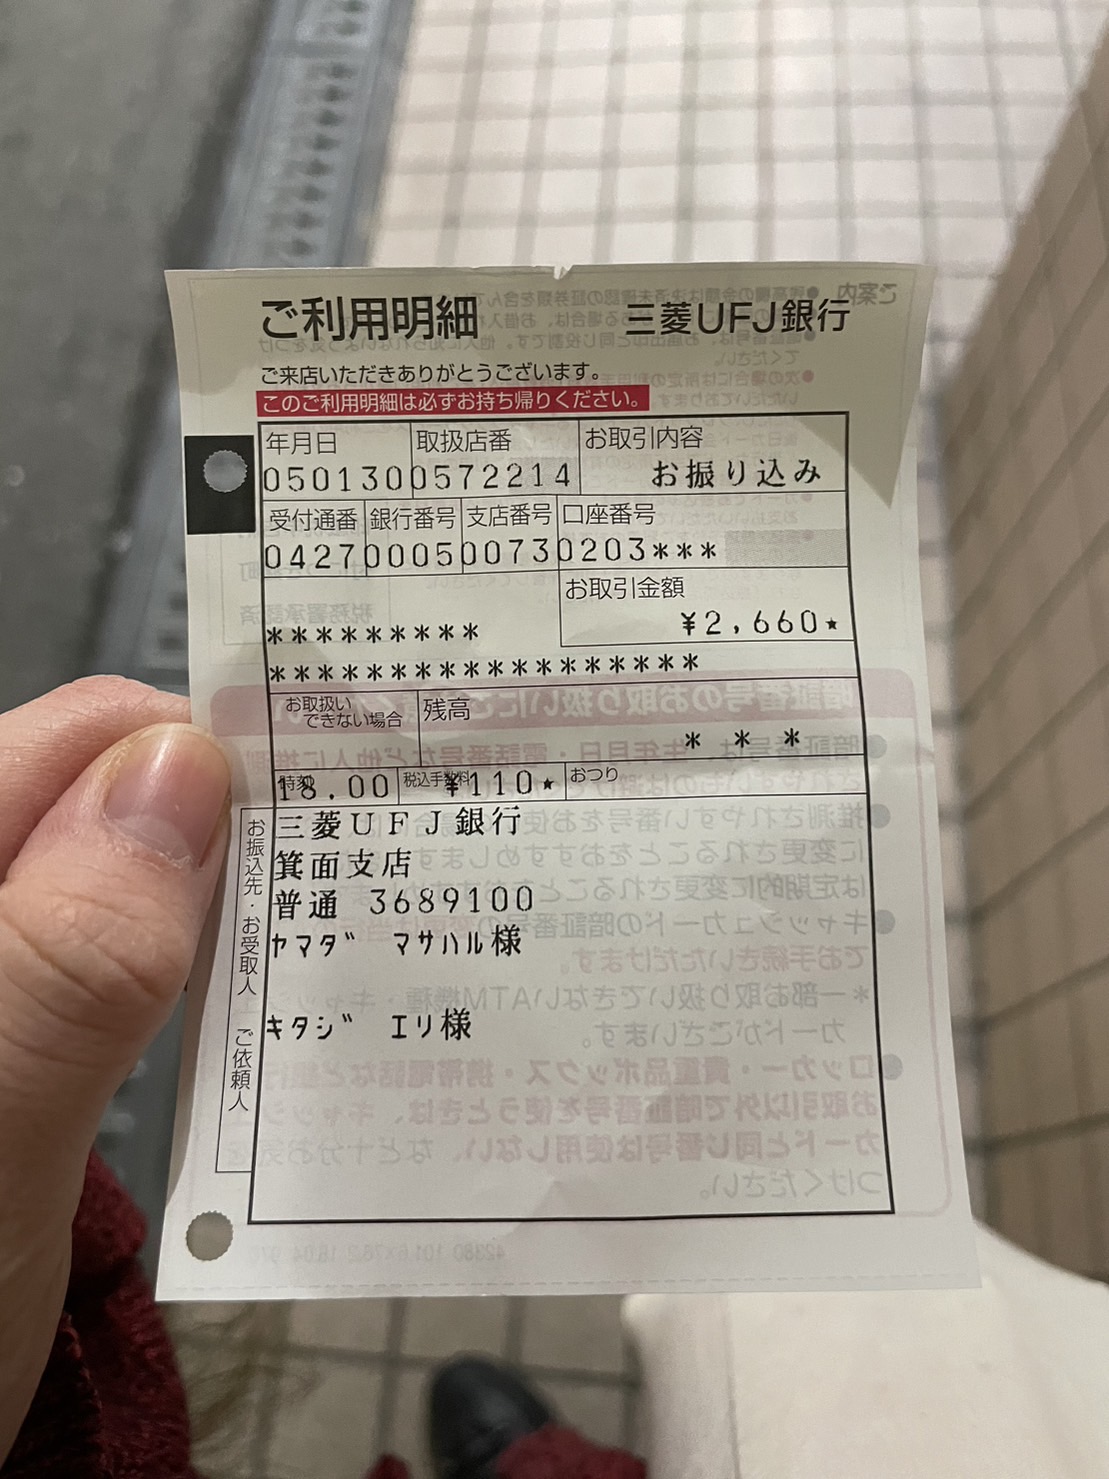 ご利用明細 三菱UFJ銀行
ご来店いただきありがとうございます。
このご利用明細は必ずお持ち帰りください。
年月日 取扱店番 お取引内容
050130 0572214 お振り込み
受付通番 銀行番号 支店番号 口座番号
0427 0005 0073 0203***
お取引金額
¥2,660★
*********
******************
お取扱いできない場合 残高
***
時刻 税込手数料 おつり
18.00 ¥110★
お振込先・お受取人 ご依頼人
三菱UFJ銀行
箕面支店
普通 3689100
ヤマダ゛ マサハル様
キタジ゛ エリ様